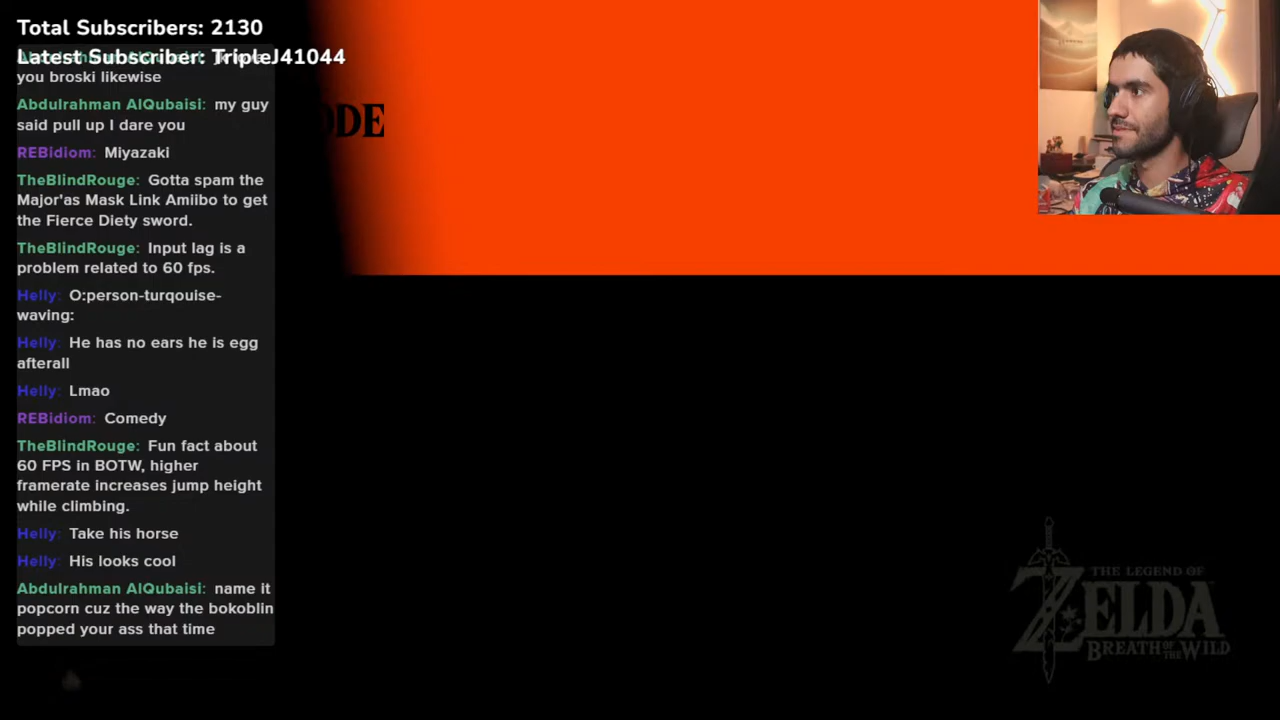 Total Subscribers: 2130
Latest Subscriber: TripleJ41044
you broski likewise
Abdulrahman AlQubaisi: my guy
said pull up I dare you
REBidiom: Miyazaki
TheBlindRouge: Gotta spam the
Major'as Mask Link Amiibo to get
the Fierce Diety sword.
TheBlindRouge: Input lag is a
problem related to 60 fps.
Helly: O:person-turqouise-
waving:
Helly: He has no ears he is egg
afterall
Helly: Lmao
REBidiom: Comedy
TheBlindRouge: Fun fact about
60 FPS in BOTW, higher
framerate increases jump height
while climbing.
Helly: Take his horse
Helly: His looks cool
Abdulrahman AlQubaisi: name it
popcorn cuz the way the bokoblin
popped your ass that time
THE LEGEND OF
ZELDA
BREATH OF THE WILD